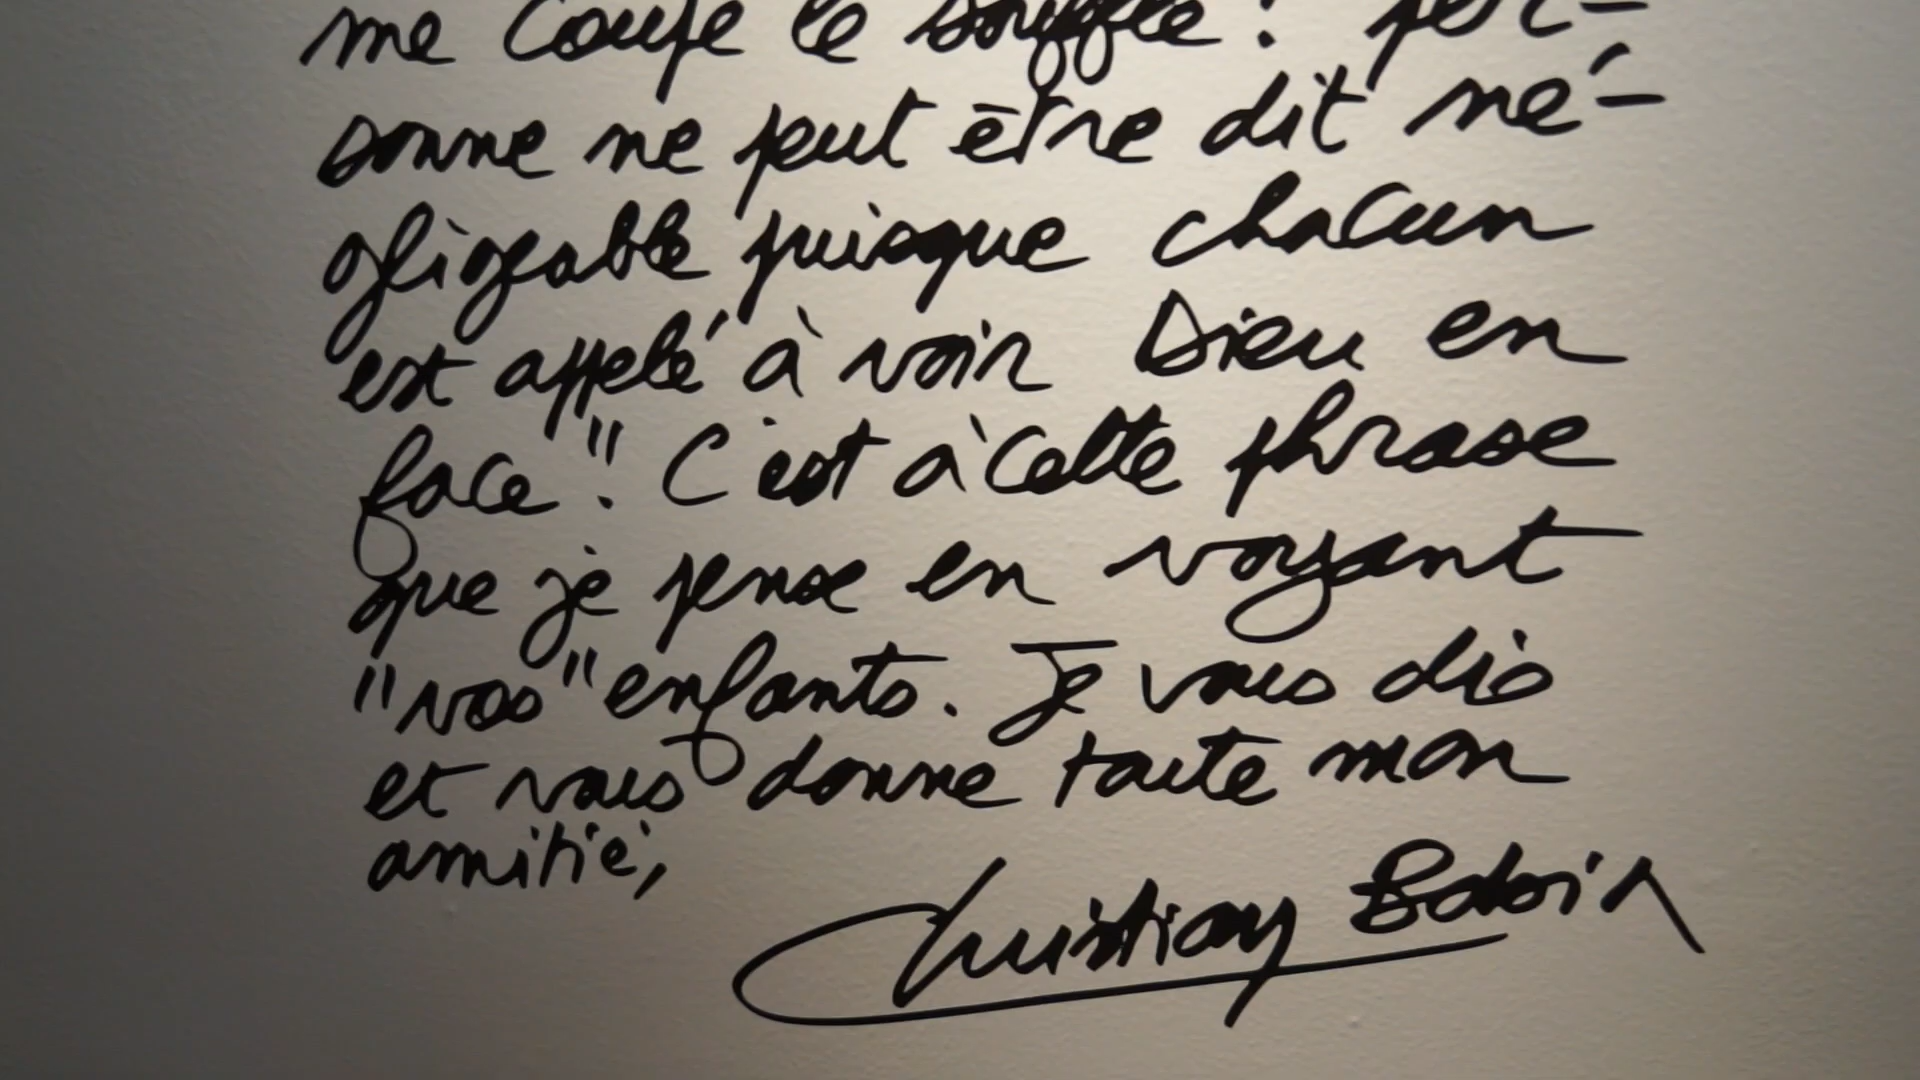 me coupe le souffle : per-
sonne ne peut être dit né-
gligeable puisque chacun
est appelé à voir Dieu en
face". C'est à cette phrase
que je pense en voyant
"vos" enfants. Je vous dis
et vous donne toute mon
amitié,
Christian Bobin